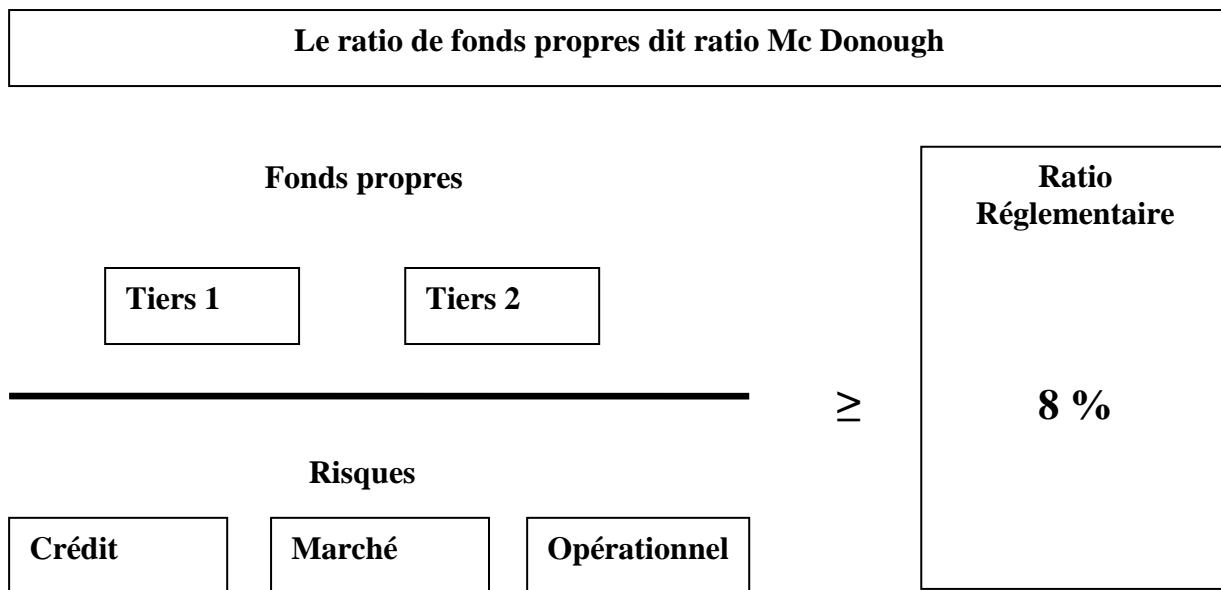 Le ratio de fonds propres dit ratio Mc Donough
Fonds propres
Tiers 1
Tiers 2
≥
Risques
Crédit
Marché
Opérationnel
Ratio
Réglementaire
8 %